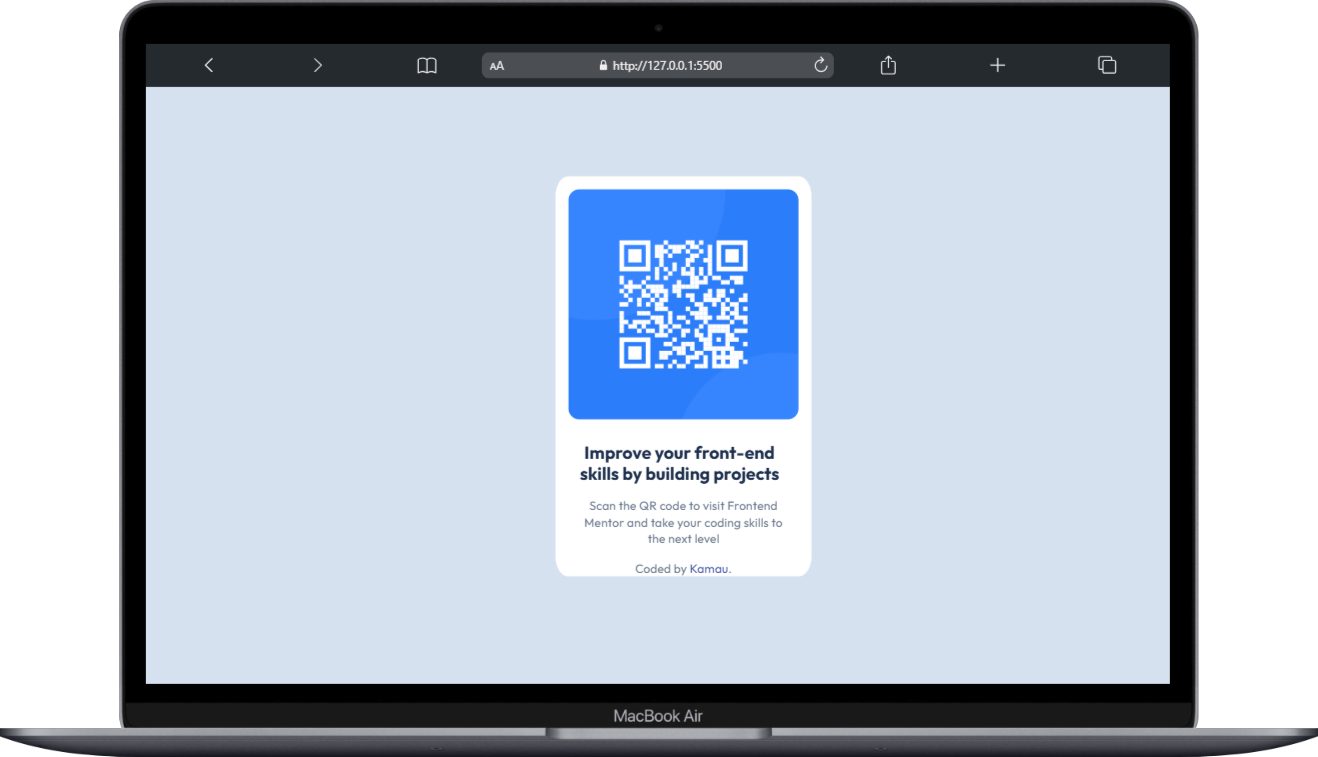 AA
http://127.0.0.1:5500
Improve your front-end
skills by building projects
Scan the QR code to visit Frontend
Mentor and take your coding skills to
the next level
Coded by Kamau.
MacBook Air